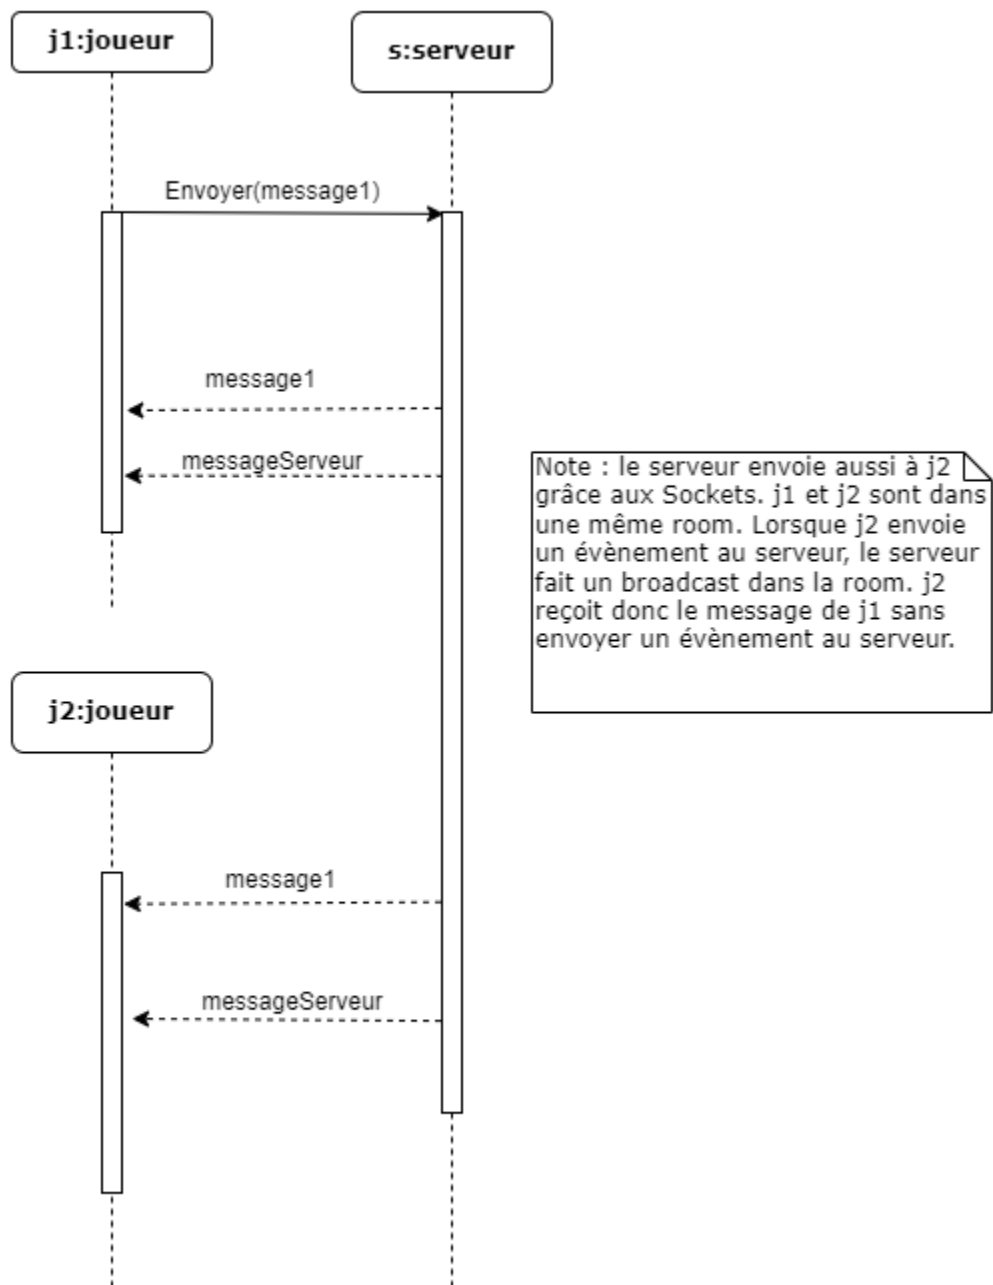 j1:joueur
s:serveur
Envoyer(message1)
message1
messageServeur
Note : le serveur envoie aussi à j2
grâce aux Sockets. j1 et j2 sont dans
une même room. Lorsque j2 envoie
un évènement au serveur, le serveur
fait un broadcast dans la room. j2
reçoit donc le message de j1 sans
envoyer un évènement au serveur.
j2:joueur
message1
messageServeur